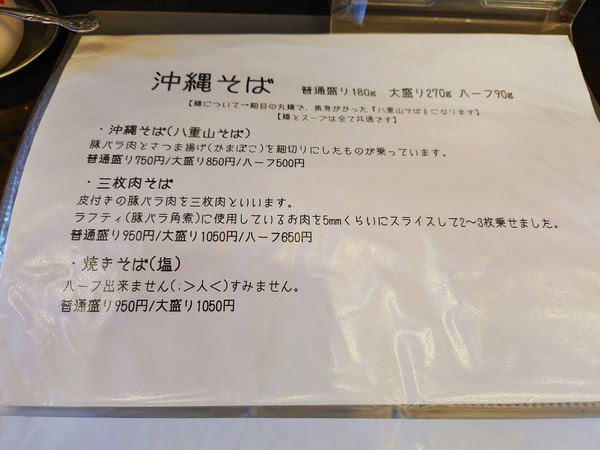 沖縄そば 普通盛り180g 大盛り270g ハーフ90g
【麺について→細目の丸麺で、黄身がかった『八重山そば』になります】
【麺とスープは全て共通です】
・沖縄そば(八重山そば)
豚バラ肉とさつま揚げ(かまぼこ)を細切りにしたものが乗っています。
普通盛り750円/大盛り850円/ハーフ500円
・三枚肉そば
皮付きの豚バラ肉を三枚肉といいます。
ラフティ(豚バラ角煮)に使用しているお肉を5mmくらいにスライスして2〜3枚乗せました。
普通盛り950円/大盛り1050円/ハーフ650円
・焼きそば(塩)
ハーフ出来ません(;>人<)すみません。
普通盛り950円/大盛り1050円